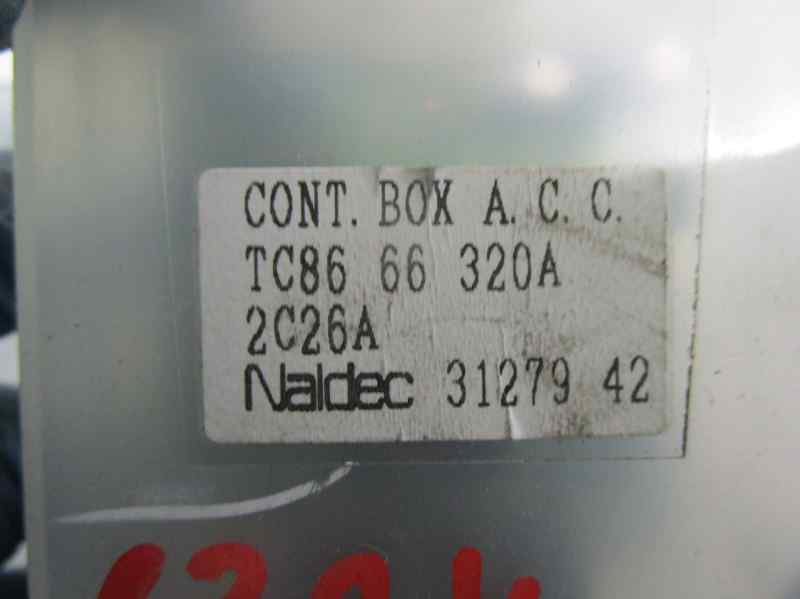 CONT. BOX A. C. C.
TC86 66 320A
2C26A
Naldec 31279 42